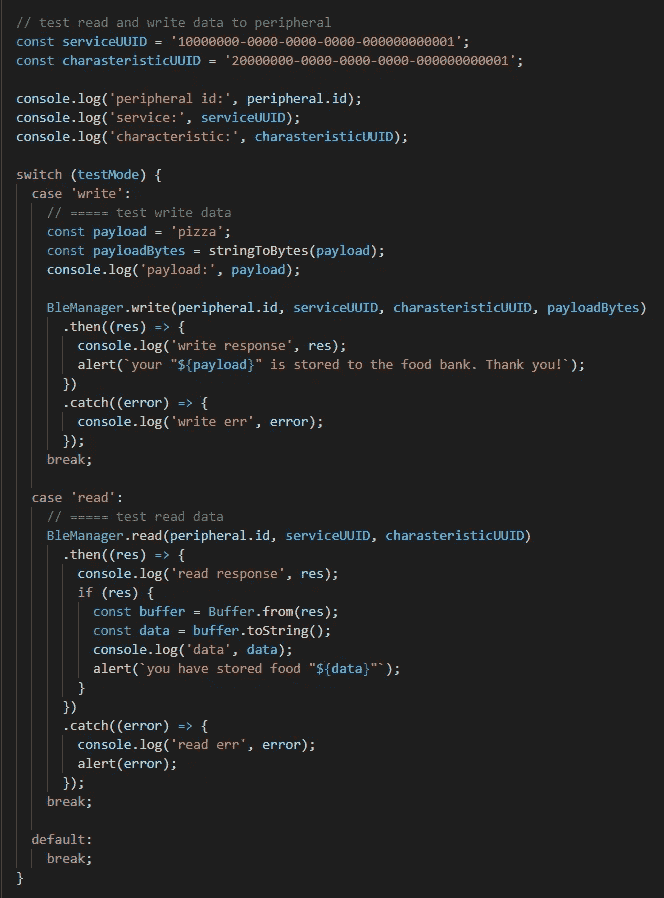 // test read and write data to peripheral
const serviceUUID = '10000000-0000-0000-0000-000000000001';
const charasteristicUUID = '20000000-0000-0000-0000-000000000001';

console.log('peripheral id:', peripheral.id);
console.log('service:', serviceUUID);
console.log('characteristic:', charasteristicUUID);

switch (testMode) {
  case 'write':
    // ===== test write data
    const payload = 'pizza';
    const payloadBytes = stringToBytes(payload);
    console.log('payload:', payload);

    BleManager.write(peripheral.id, serviceUUID, charasteristicUUID, payloadBytes)
      .then((res) => {
        console.log('write response', res);
        alert(`your "${payload}" is stored to the food bank. Thank you!`);
      })
      .catch((error) => {
        console.log('write err', error);
      });
    break;

  case 'read':
    // ===== test read data
    BleManager.read(peripheral.id, serviceUUID, charasteristicUUID)
      .then((res) => {
        console.log('read response', res);
        if (res) {
          const buffer = Buffer.from(res);
          const data = buffer.toString();
          console.log('data', data);
          alert(`you have stored food "${data}"`);
        }
      })
      .catch((error) => {
        console.log('read err', error);
        alert(error);
      });
    break;

  default:
    break;
}